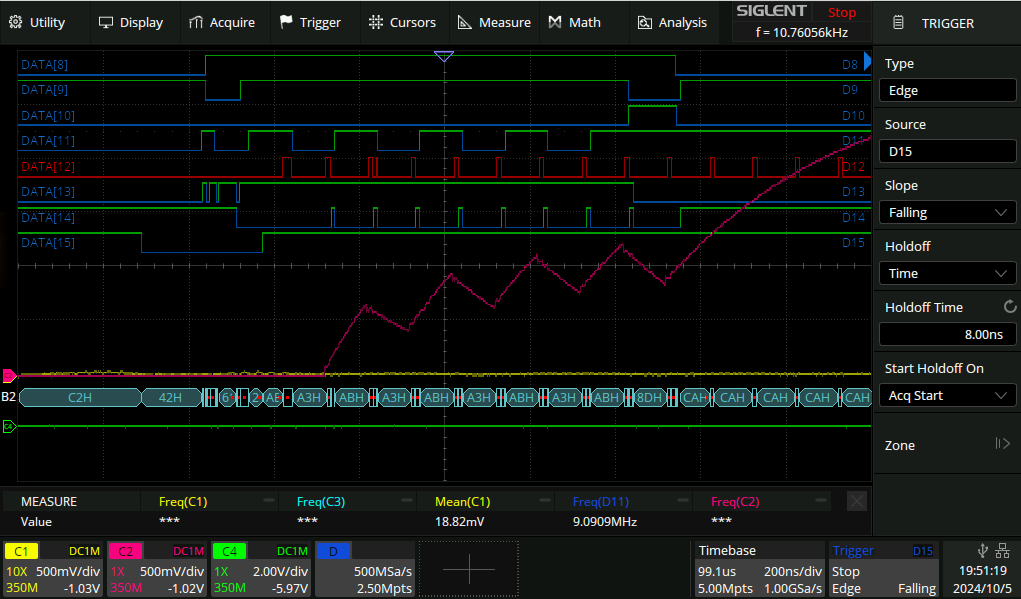 Utility Display Acquire Trigger Cursors Measure Math Analysis SIGLENT Stop TRIGGER
f = 10.76056kHz
DATA[8] D8
DATA[9] D9
DATA[10] D10
DATA[11] D11
DATA[12] D12
DATA[13] D13
DATA[14] D14
DATA[15] D15
Type
Edge
Source
D15
Slope
Falling
Holdoff
Time
Holdoff Time
8.00ns
Start Holdoff On
Acq Start
Zone
B2 C2H 42H A3H ABH A3H ABH A3H ABH A3H ABH 8DH CAH CAH CAH CAH CAH
C4
MEASURE Freq(C1) Freq(C3) Mean(C1) Freq(D11) Freq(C2)
Value *** *** 18.82mV 9.0909MHz ***
C1 DC1M C2 DC1M C4 DC1M D Timebase Trigger D15
10X 500mV/div 1X 500mV/div 1X 2.00V/div 500MSa/s 99.1us 200ns/div Stop 19:51:19
350M -1.03V 350M -1.02V 350M -5.97V 2.50Mpts 5.00Mpts 1.00GSa/s Edge Falling 2024/10/5